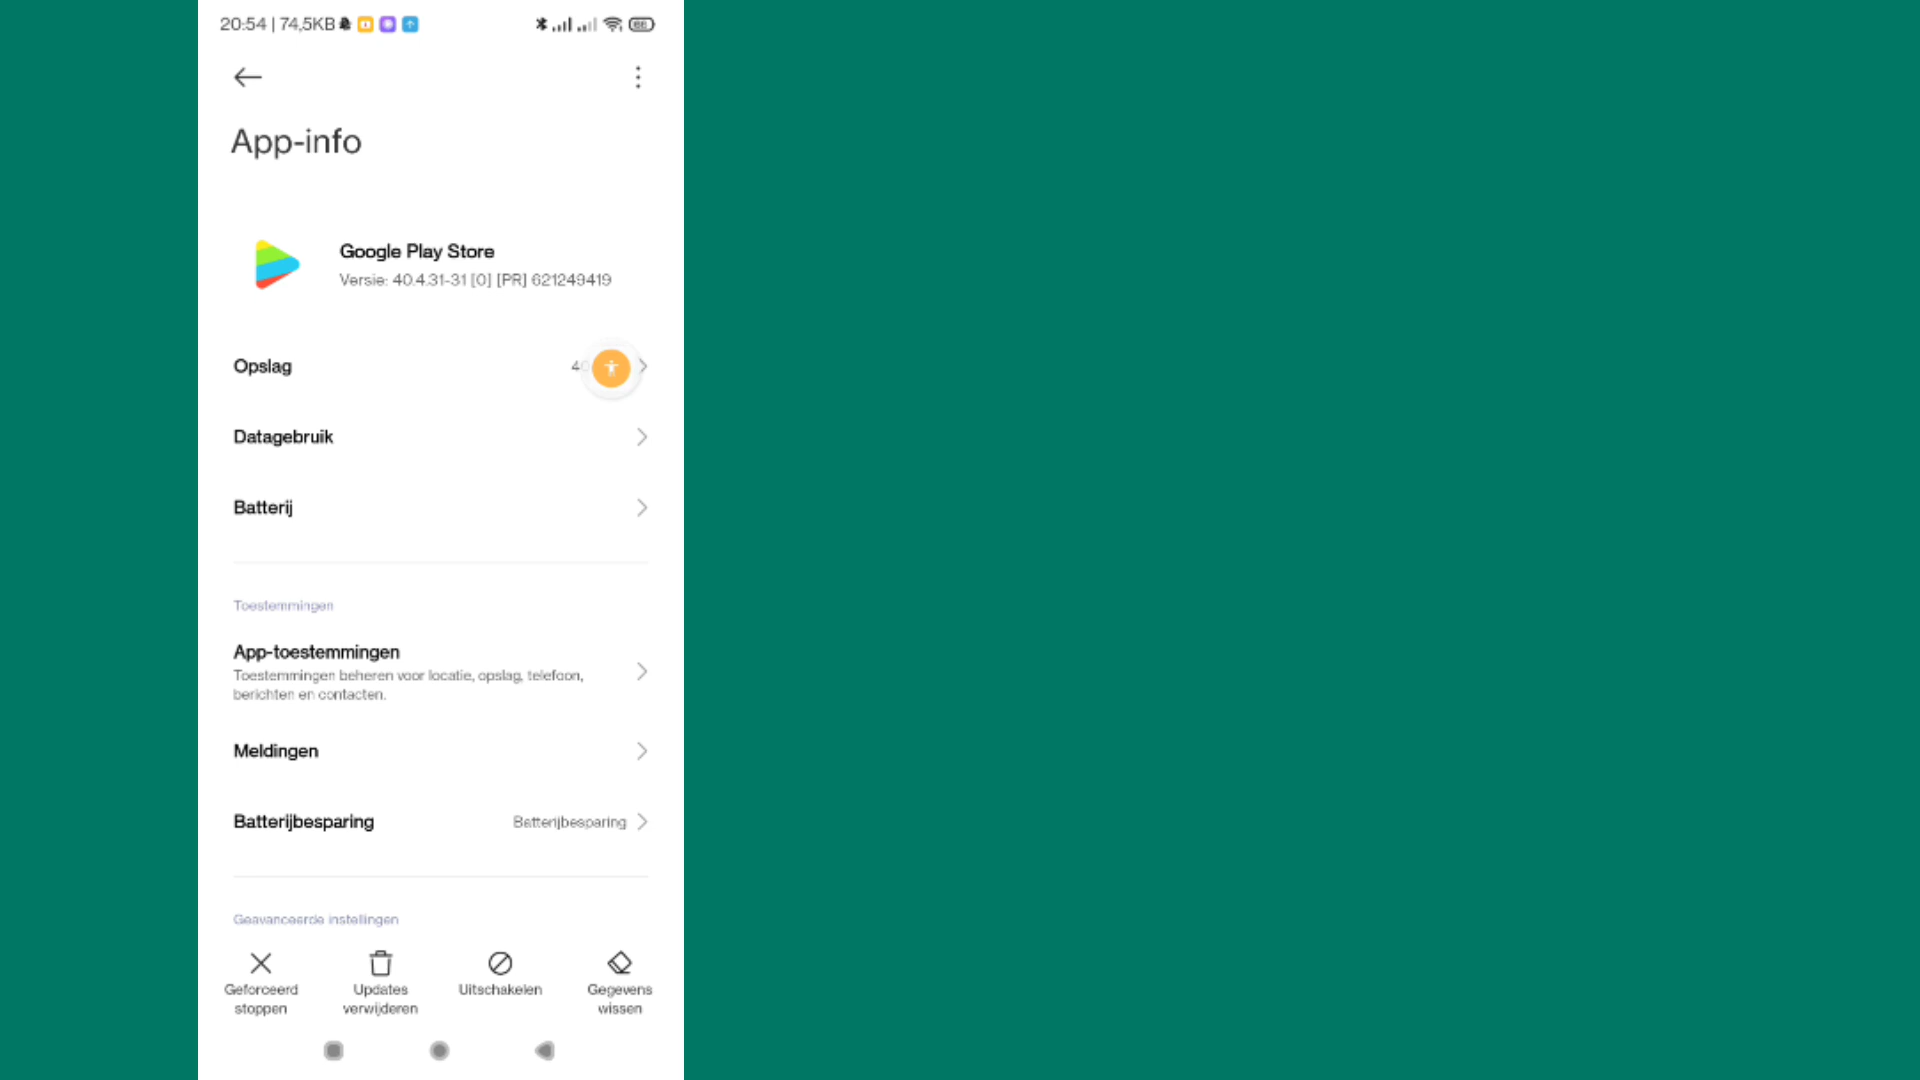 20:54 | 74,5KB
App-info
Google Play Store
Versie: 40.4.31-31 [0] [PR] 621249419
Opslag
Datagebruik
Batterij
Toestemmingen
App-toestemmingen
Toestemmingen beheren voor locatie, opslag, telefoon,
berichten en contacten.
Meldingen
Batterijbesparing Batterijbesparing
Geavanceerde instellingen
Geforceerd Updates Uitschakelen Gegevens
stoppen verwijderen wissen